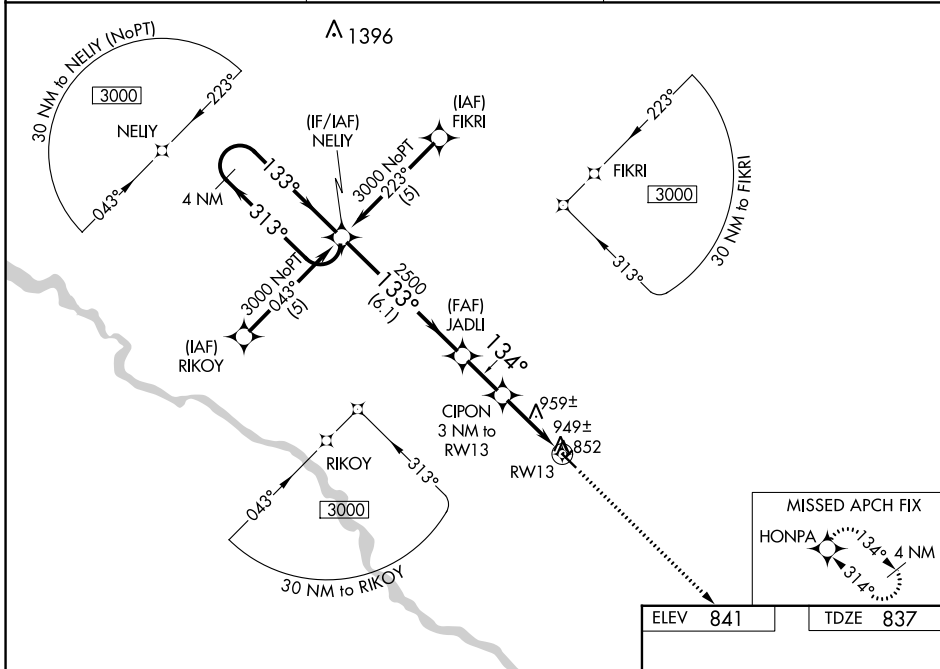 1396
30 NM to NELIY (NoPT)
3000
223°
NELIY
043°
(IF/IAF)
NELIY
(IAF)
FIKRI
3000 NoPT
223°
(5)
133°
4 NM
313°
3000 NoPT
043°
(5)
(IAF)
RIKOY
2500
133°
(6.1)
(FAF)
JADLI
134°
CIPON
3 NM to
RW13
959±
949±
852
RW13
223°
FIKRI
3000
313°
30 NM to FIKRI
RIKOY
043°
313°
3000
30 NM to RIKOY
MISSED APCH FIX
HONPA
134°
4 NM
314°
ELEV 841
TDZE 837